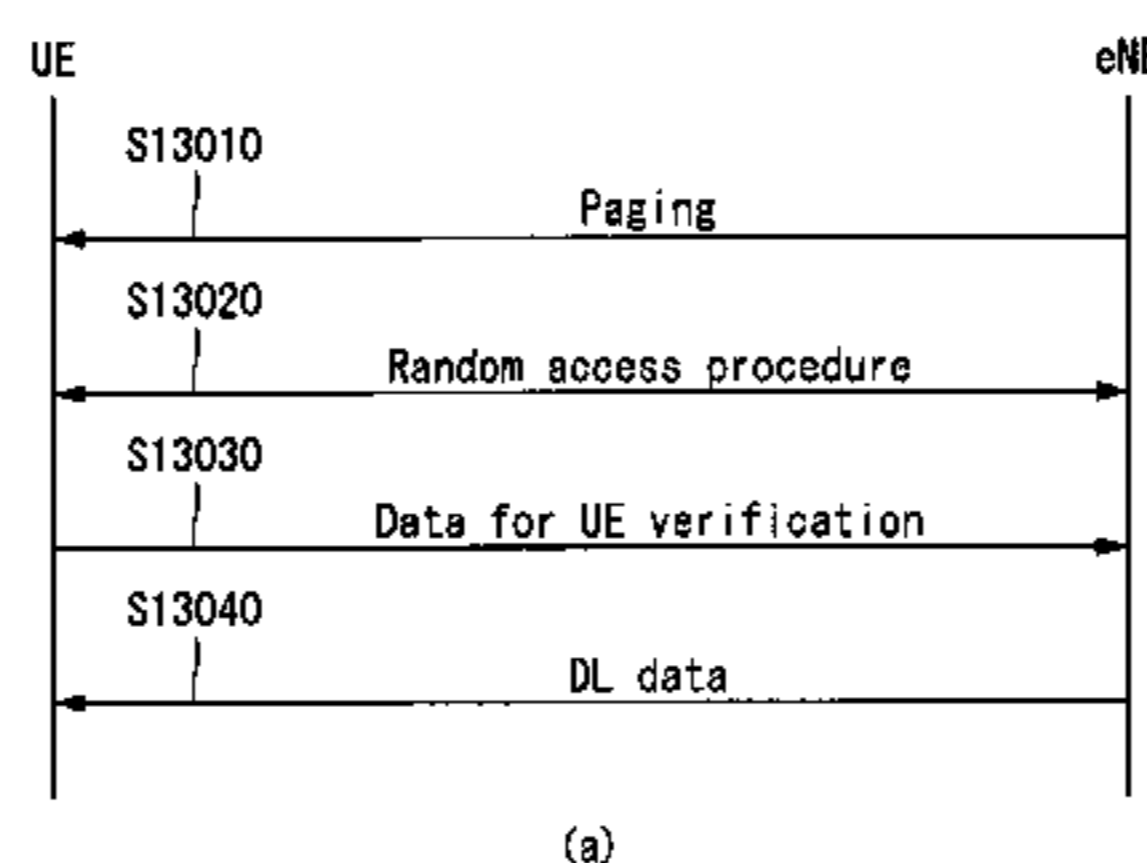 UE
S13010
Paging
S13020
Random access procedure
S13030
Data for UE verification
S13040
DL data
(a)